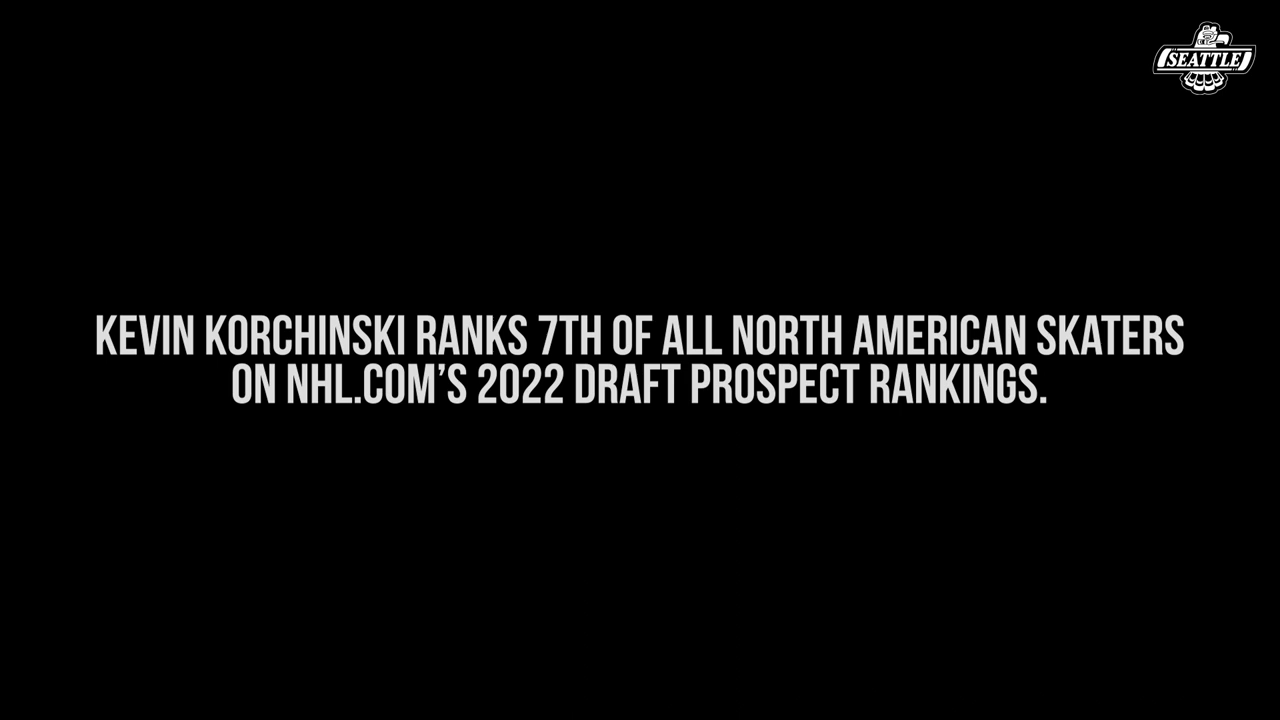 SEATTLE
KEVIN KORCHINSKI RANKS 7TH OF ALL NORTH AMERICAN SKATERS
ON NHL.COM’S 2022 DRAFT PROSPECT RANKINGS.